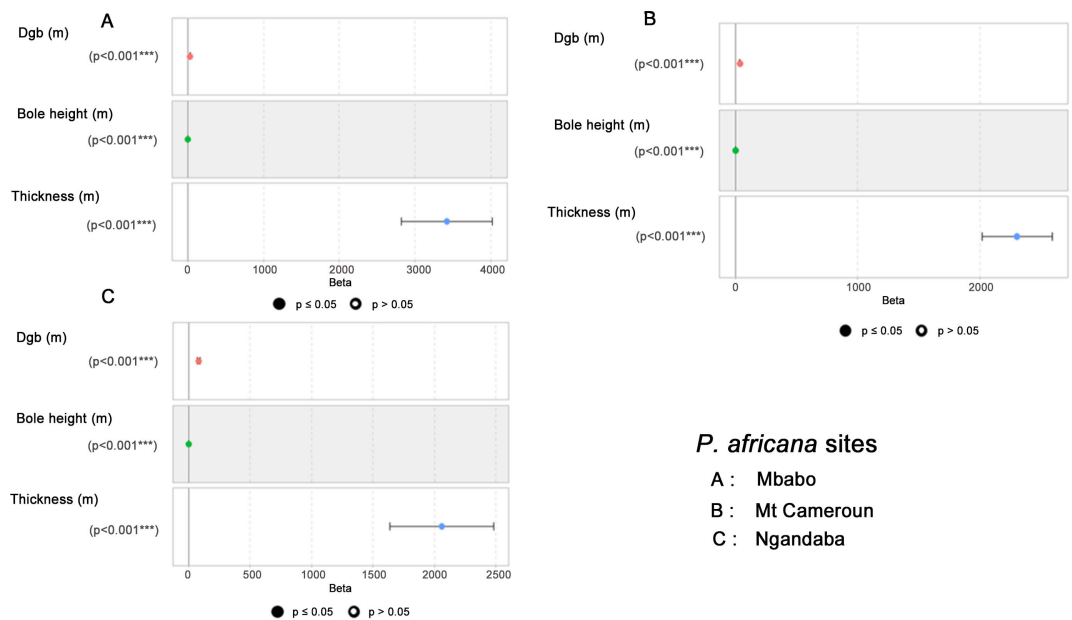 A
Dgb (m)
(p<0.001***)
Bole height (m)
(p<0.001***)
Thickness (m)
(p<0.001***)
0 1000 2000 3000 4000
Beta
p ≤ 0.05 p > 0.05
B
Dgb (m)
(p<0.001***)
Bole height (m)
(p<0.001***)
Thickness (m)
(p<0.001***)
0 1000 2000
Beta
p ≤ 0.05 p > 0.05
C
Dgb (m)
(p<0.001***)
Bole height (m)
(p<0.001***)
Thickness (m)
(p<0.001***)
0 500 1000 1500 2000 2500
Beta
p ≤ 0.05 p > 0.05
P. africana sites
A : Mbabo
B : Mt Cameroun
C : Ngandaba